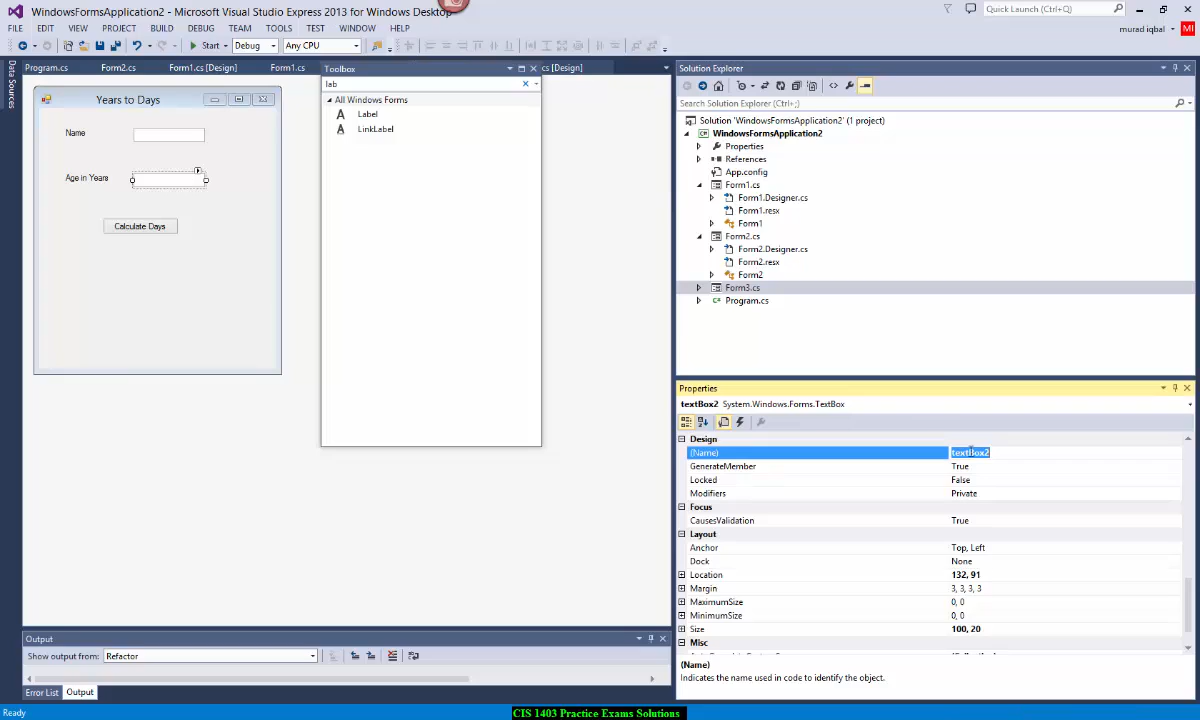 WindowsFormsApplication2 - Microsoft Visual Studio Express 2013 for Windows Desktop
Quick Launch (Ctrl+;)
FILE EDIT VIEW PROJECT BUILD DEBUG TEAM TOOLS TEST WINDOW HELP
murad iqbal MI
Start Debug Any CPU
Data Sources
Program.cs Form2.cs Form1.cs [Design] Form1.cs cs [Design]
Toolbox
lab
All Windows Forms
A Label
A LinkLabel
Years to Days
Name
Age in Years
Calculate Days
Solution Explorer
Search Solution Explorer (Ctrl+;)
Solution 'WindowsFormsApplication2' (1 project)
WindowsFormsApplication2
Properties
References
App.config
Form1.cs
Form1.Designer.cs
Form1.resx
Form1
Form2.cs
Form2.Designer.cs
Form2.resx
Form2
Form3.cs
Program.cs
Properties
textBox2 System.Windows.Forms.TextBox
Design
(Name) textBox2
GenerateMember True
Locked False
Modifiers Private
Focus
CausesValidation True
Layout
Anchor Top, Left
Dock None
Location 132, 91
Margin 3, 3, 3, 3
MaximumSize 0, 0
MinimumSize 0, 0
Size 100, 20
Misc
(Name)
Indicates the name used in code to identify the object.
Output
Show output from: Refactor
Error List Output
Ready
CIS 1403 Practice Exams Solutions